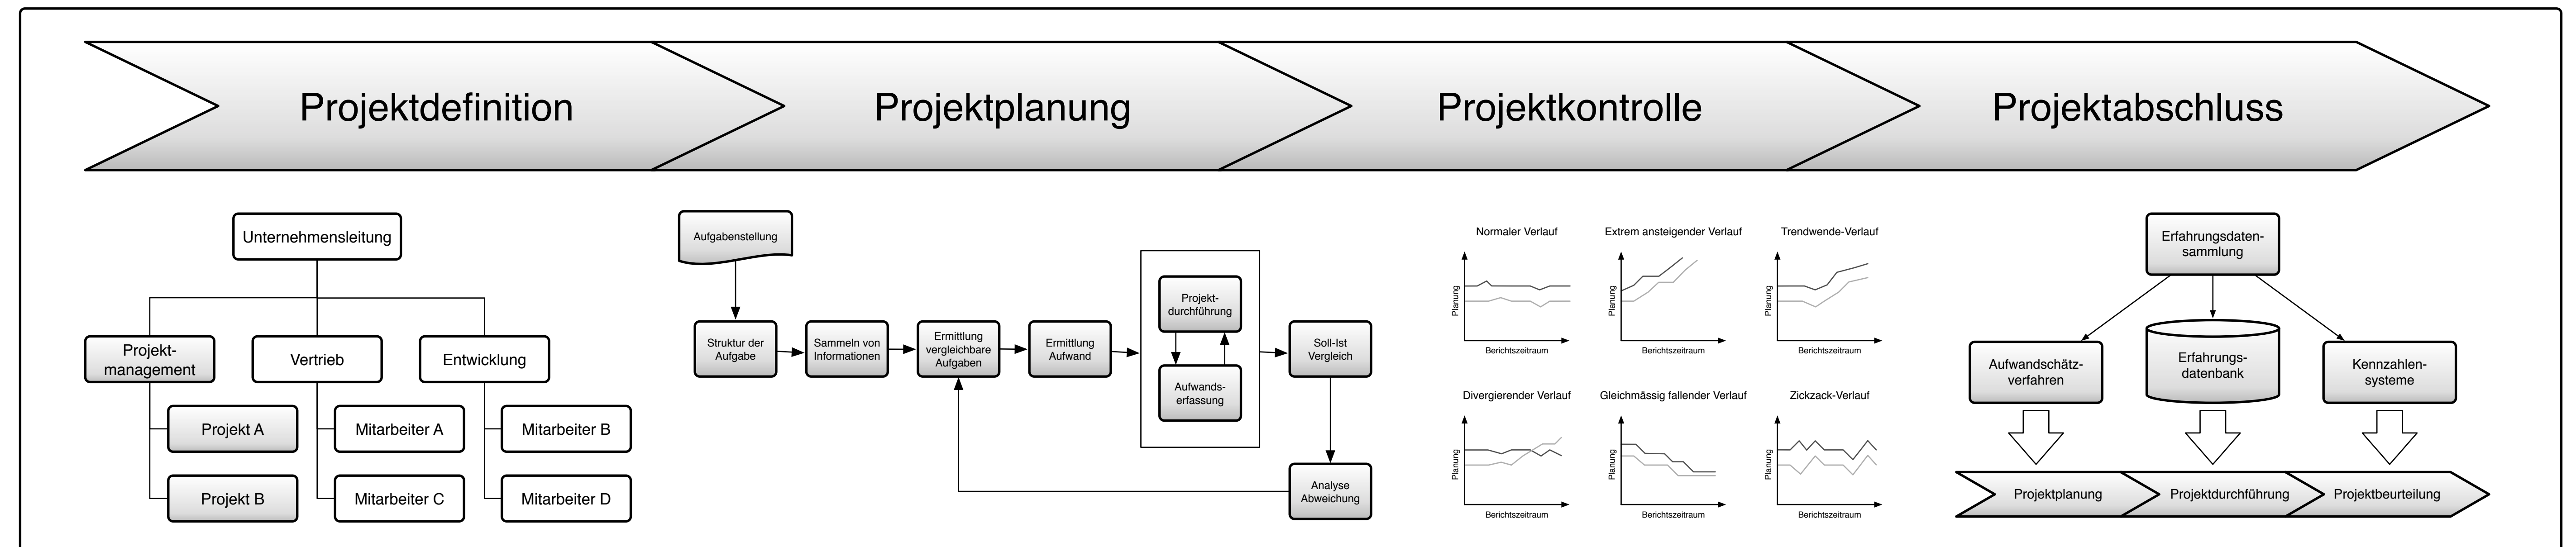 Projektdefinition
Projektplanung
Projektkontrolle
Projektabschluss
Unternehmensleitung
Projekt-
management
Vertrieb
Entwicklung
Projekt A
Mitarbeiter A
Mitarbeiter B
Projekt B
Mitarbeiter C
Mitarbeiter D
Aufgabenstellung
Struktur der
Aufgabe
Sammeln von
Informationen
Ermittlung
vergleichbare
Aufgaben
Ermittlung
Aufwand
Projekt-
durchführung
Aufwands-
erfassung
Soll-Ist
Vergleich
Analyse
Abweichung
Normaler Verlauf
Planung
Berichtszeitraum
Extrem ansteigender Verlauf
Planung
Berichtszeitraum
Trendwende-Verlauf
Planung
Berichtszeitraum
Divergierender Verlauf
Planung
Berichtszeitraum
Gleichmässig fallender Verlauf
Planung
Berichtszeitraum
Zickzack-Verlauf
Planung
Berichtszeitraum
Erfahrungsdaten-
sammlung
Aufwandschätz-
verfahren
Erfahrungs-
datenbank
Kennzahlen-
systeme
Projektplanung
Projektdurchführung
Projektbeurteilung